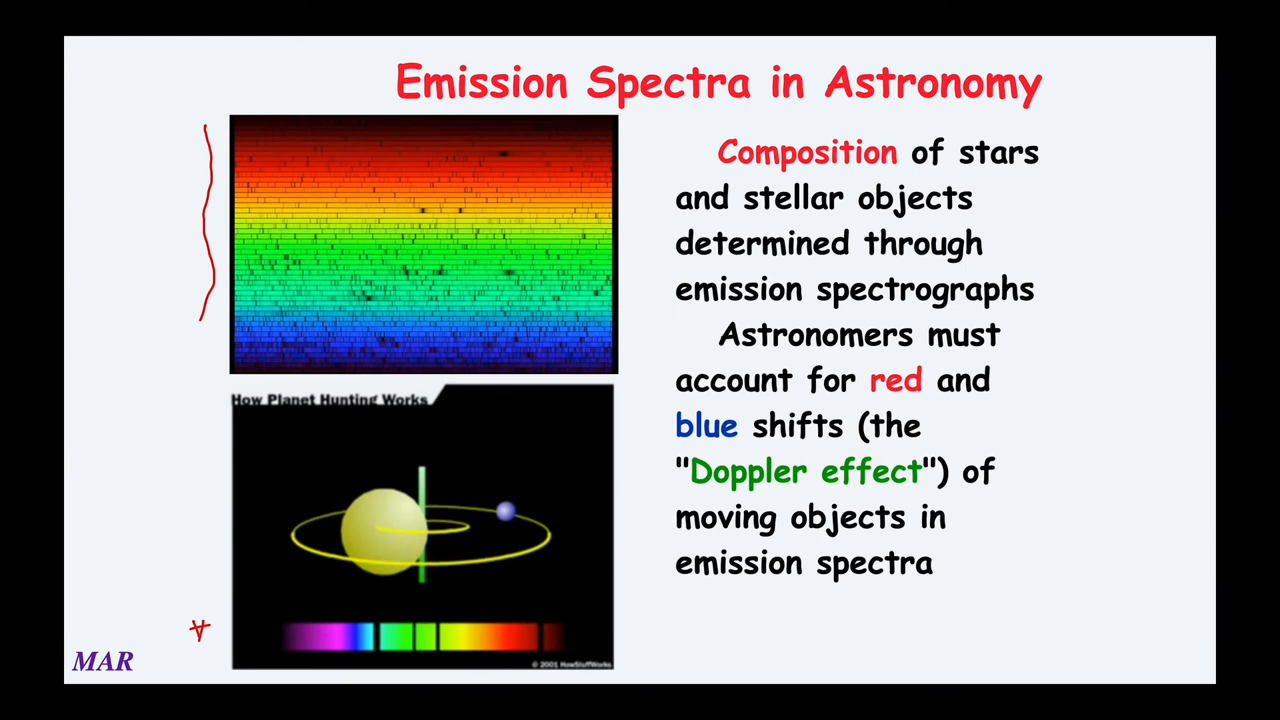 Emission Spectra in Astronomy
Composition of stars
and stellar objects
determined through
emission spectrographs
Astronomers must
account for red and
blue shifts (the
"Doppler effect") of
moving objects in
emission spectra
How Planet Hunting Works
© 2001 HowStuffWorks
MAR